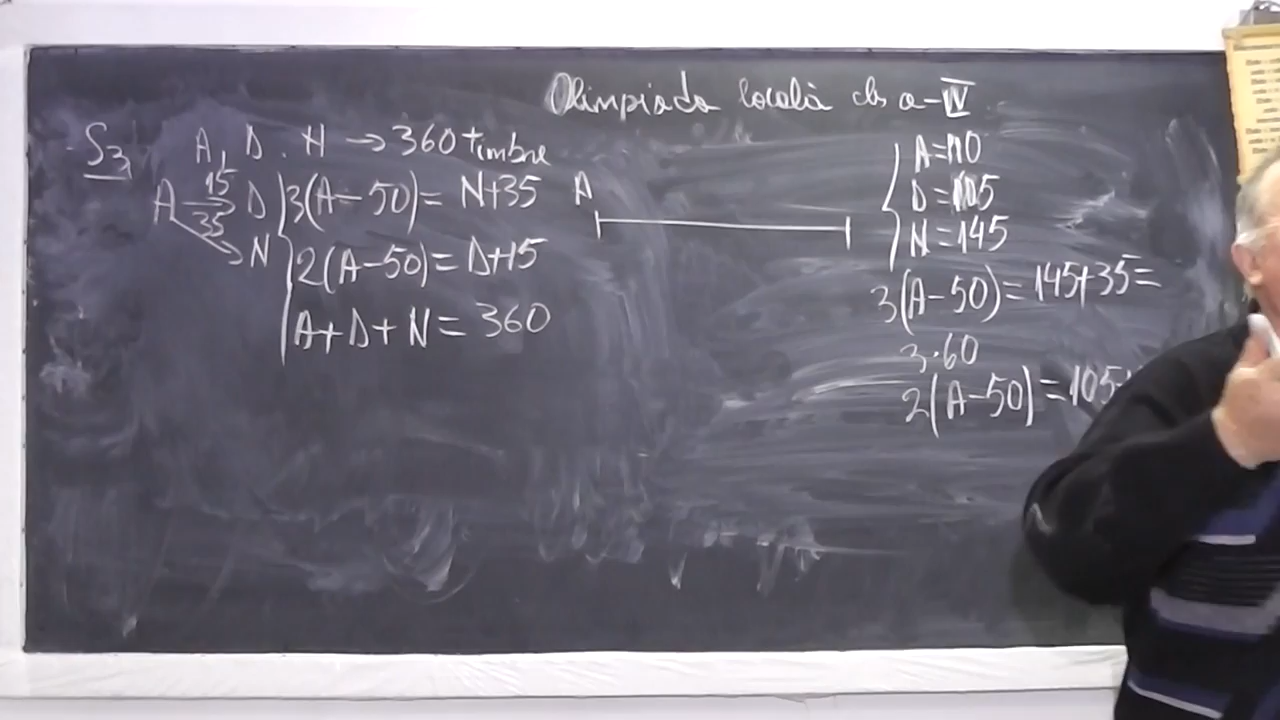 Olimpiada locală cls a-IV
S3 A, D, N → 360 timbre
A 15 D
35 N
3(A-50)= N+35
2(A-50)= D+15
A+D+N= 360
A
A=110
D=105
N=145
3(A-50)=145+35=
3·60
2(A-50)=105